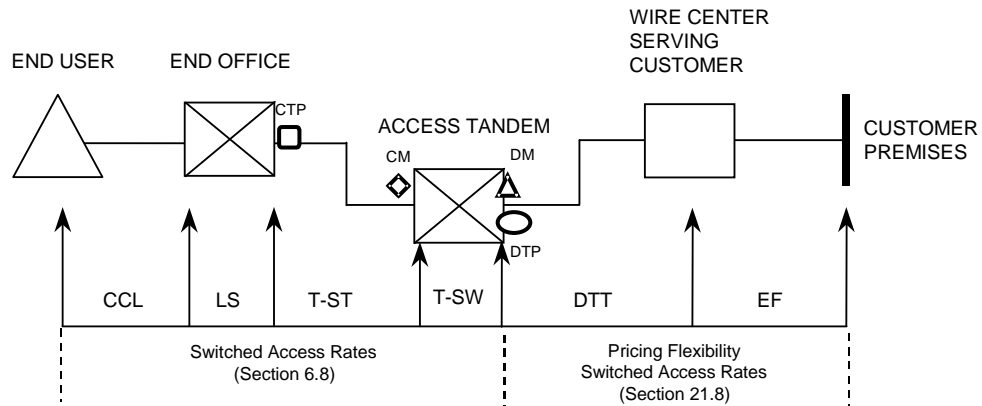 WIRE CENTER
SERVING
CUSTOMER
END USER
END OFFICE
CTP
ACCESS TANDEM
CM
DM
CUSTOMER
PREMISES
DTP
CCL
LS
T-ST
T-SW
DTT
EF
Switched Access Rates
(Section 6.8)
Pricing Flexibility
Switched Access Rates
(Section 21.8)